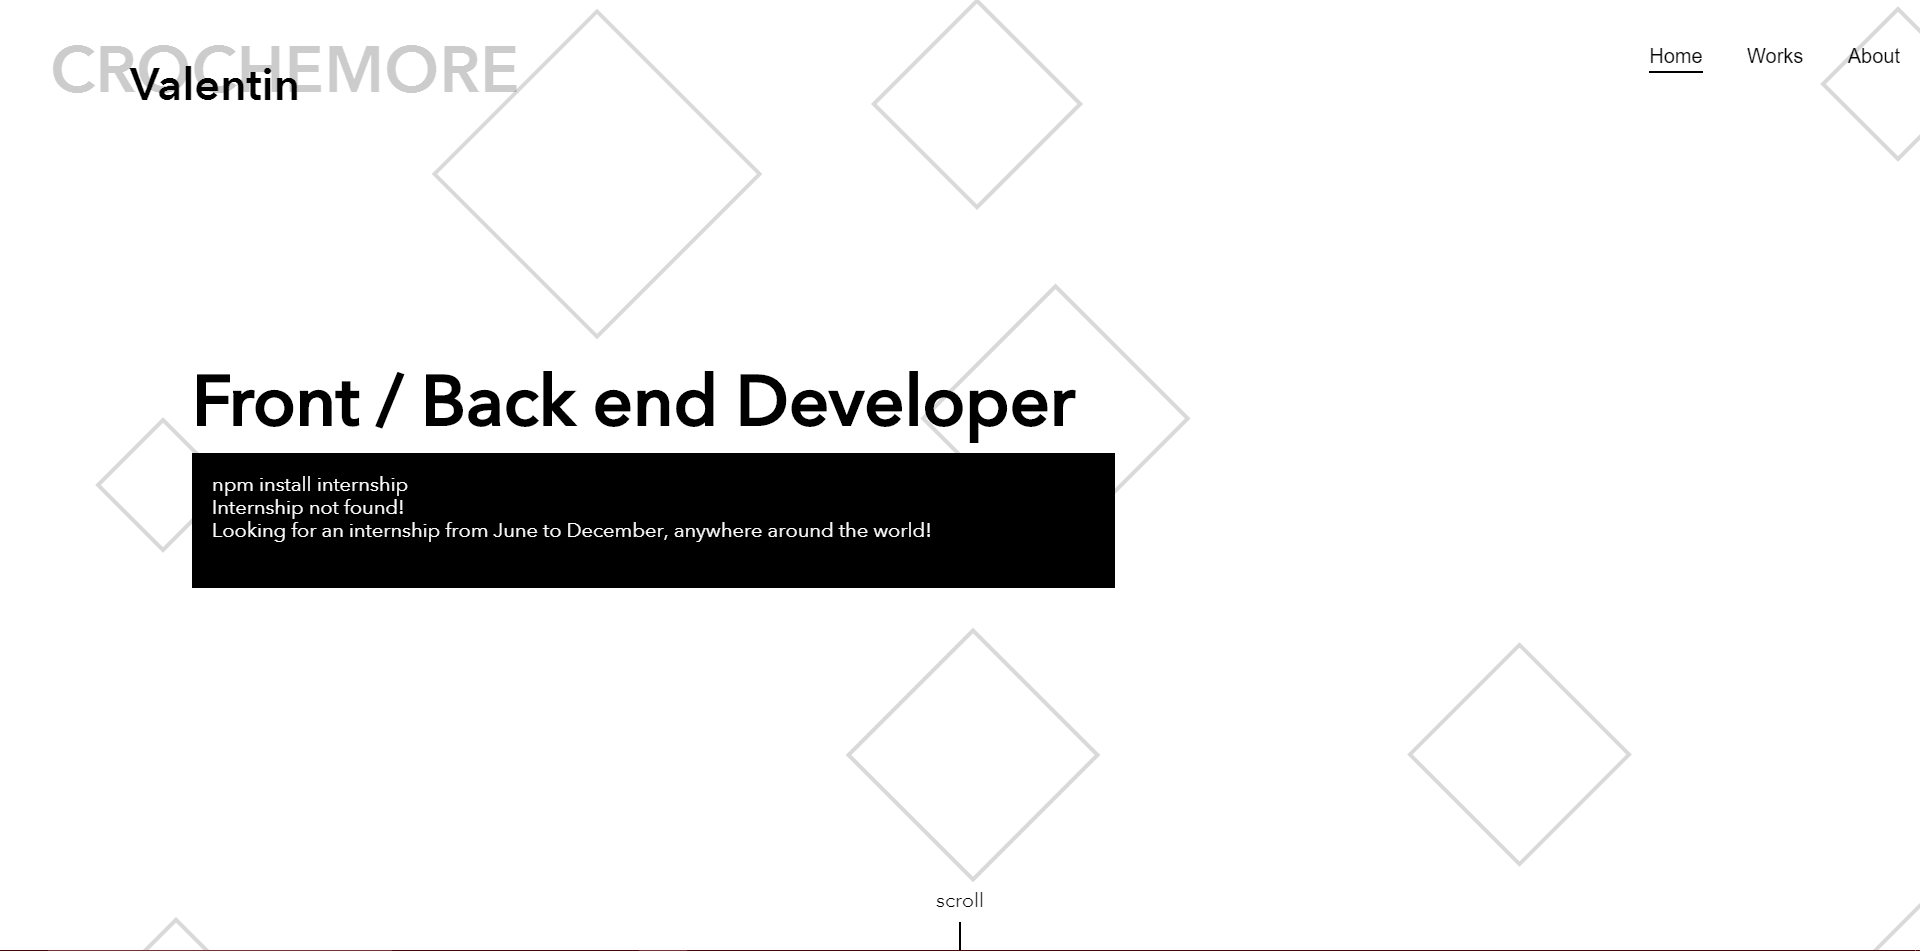 CROCHEMORE
Valentin
Home Works About
Front / Back end Developer
npm install internship
Internship not found!
Looking for an internship from June to December, anywhere around the world!
scroll